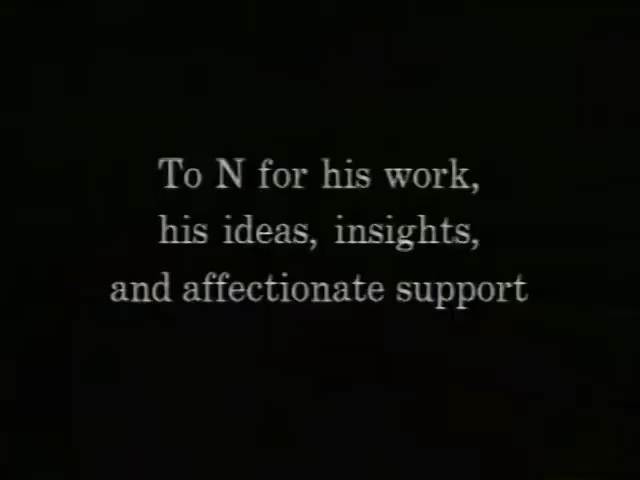 To N for his work,
his ideas, insights,
and affectionate support